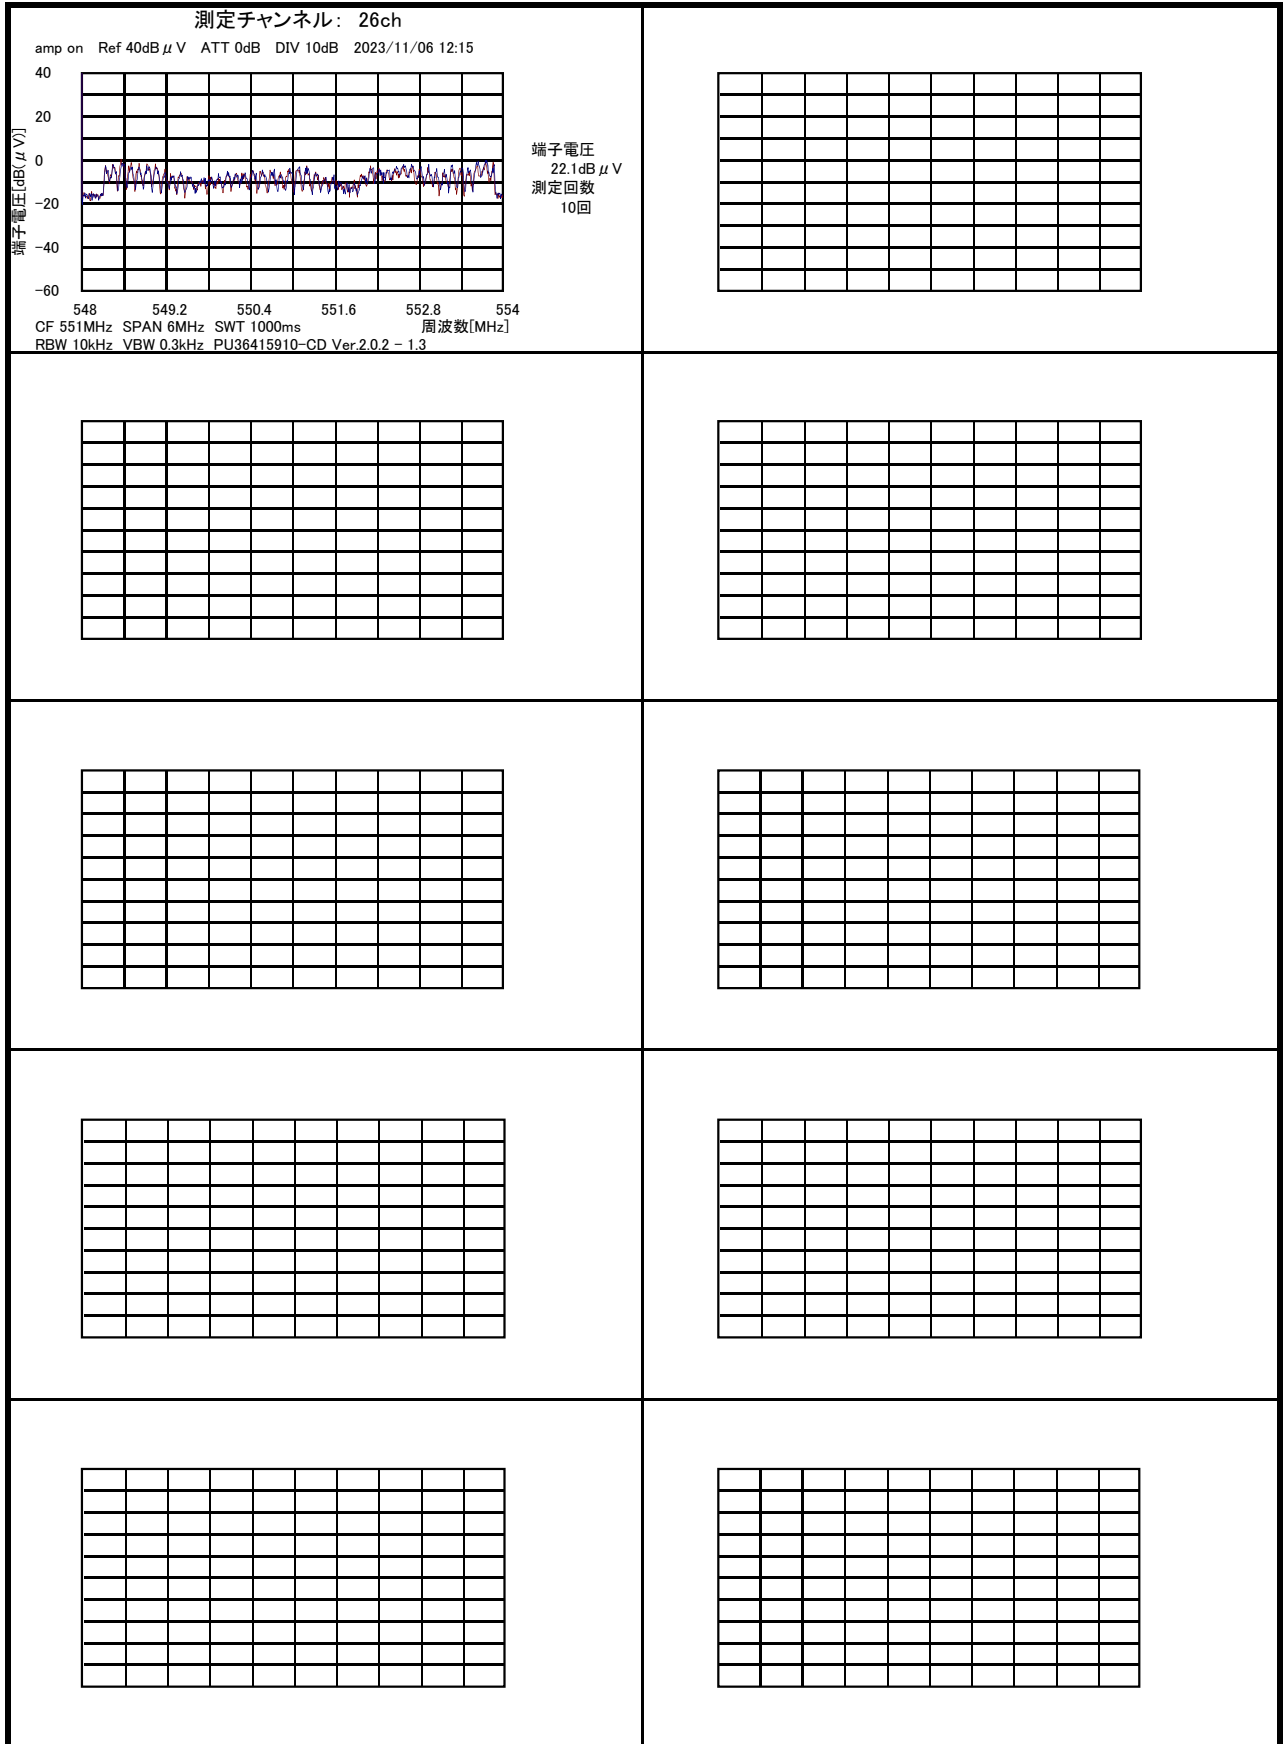 測定チャンネル： 26ch
amp on Ref 40dBμV ATT 0dB DIV 10dB 2023/11/06 12:15
40
20
0
-20
-40
-60
端子電圧[dB(μV)]
端子電圧
22.1dBμV
測定回数
10回
548 549.2 550.4 551.6 552.8 554
CF 551MHz SPAN 6MHz SWT 1000ms 周波数[MHz]
RBW 10kHz VBW 0.3kHz PU36415910-CD Ver.2.0.2 - 1.3